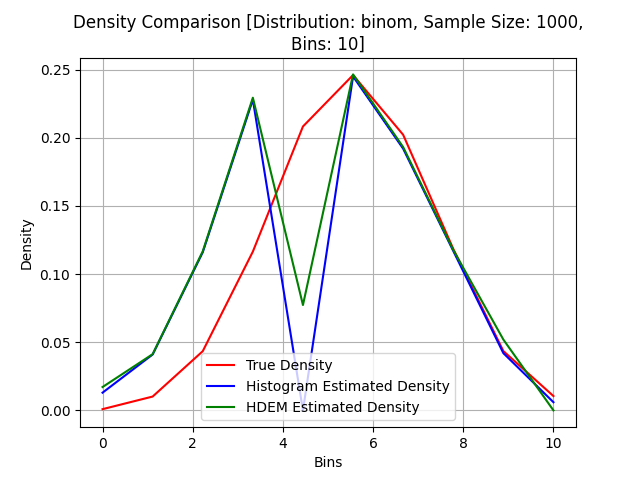 Density Comparison [Distribution: binom, Sample Size: 1000,
Bins: 10]
Density
0.25
0.20
0.15
0.10
0.05
0.00
True Density
Histogram Estimated Density
HDEM Estimated Density
0 2 4 6 8 10
Bins